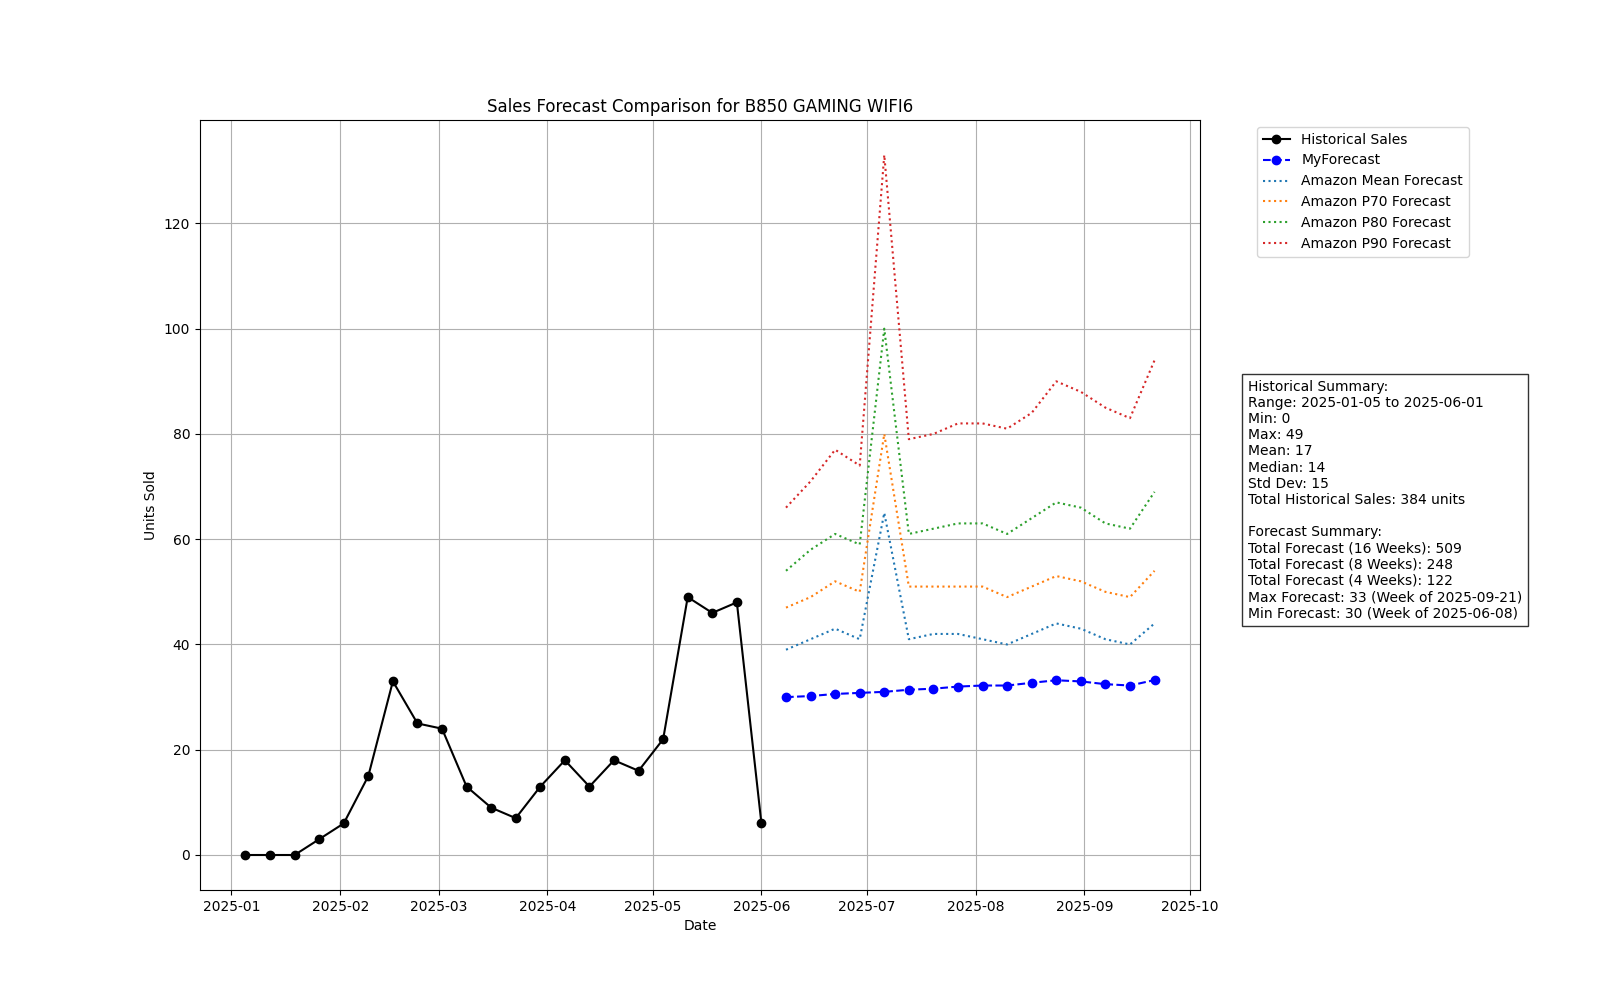 Sales Forecast Comparison for B850 GAMING WIFI6
Historical Sales
MyForecast
Amazon Mean Forecast
Amazon P70 Forecast
Amazon P80 Forecast
Amazon P90 Forecast
120
100
80
60
40
20
0
Units Sold
Historical Summary:
Range: 2025-01-05 to 2025-06-01
Min: 0
Max: 49
Mean: 17
Median: 14
Std Dev: 15
Total Historical Sales: 384 units
Forecast Summary:
Total Forecast (16 Weeks): 509
Total Forecast (8 Weeks): 248
Total Forecast (4 Weeks): 122
Max Forecast: 33 (Week of 2025-09-21)
Min Forecast: 30 (Week of 2025-06-08)
2025-01 2025-02 2025-03 2025-04 2025-05 2025-06 2025-07 2025-08 2025-09 2025-10
Date